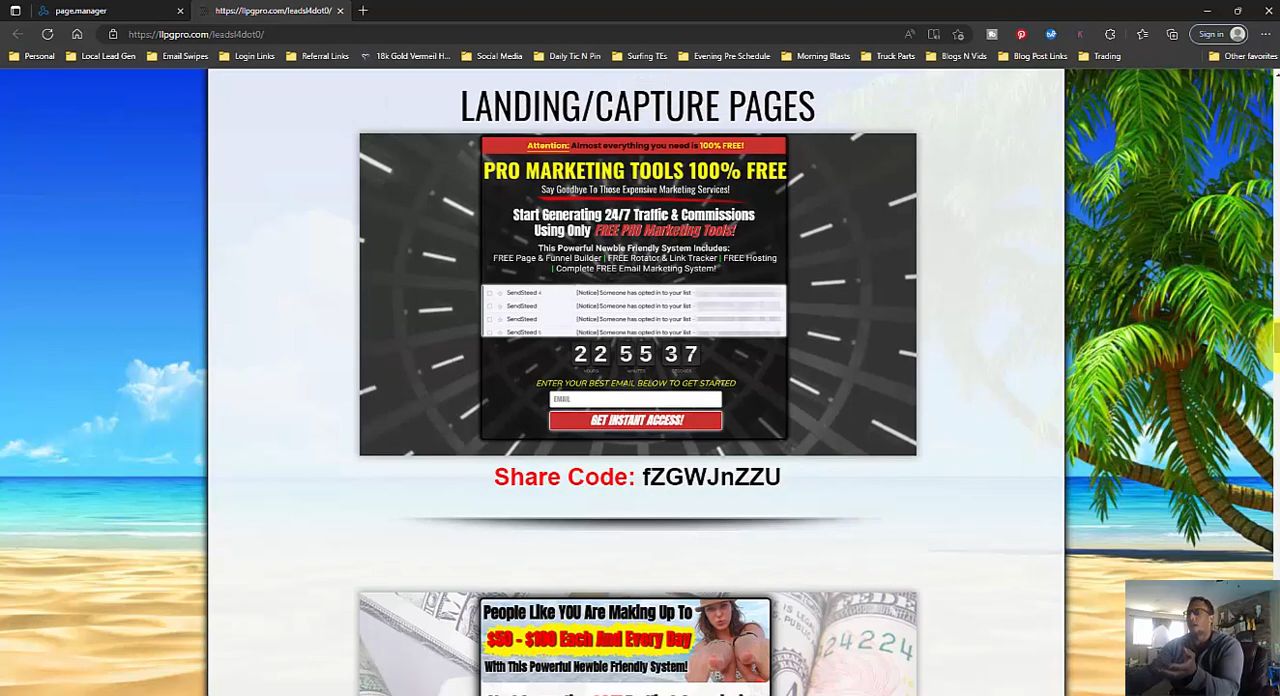 page.manager
https://llpgpro.com/leadsl4dot0/
https://llpgpro.com/leadsl4dot0/
Sign in
Personal
Local Lead Gen
Email Swipes
Login Links
Referral Links
18k Gold Vermeil H...
Social Media
Daily Tic N Pin
Surfing TEs
Evening Pre Schedule
Morning Blasts
Truck Parts
Blogs N Vids
Blog Post Links
Trading
Other favorites
LANDING/CAPTURE PAGES
Attention: Almost everything you need is 100% FREE!
PRO MARKETING TOOLS 100% FREE
Say Goodbye To Those Expensive Marketing Services!
Start Generating 24/7 Traffic & Commissions
Using Only FREE PRO Marketing Tools!
This Powerful Newbie Friendly System Includes:
FREE Page & Funnel Builder | FREE Rotator & Link Tracker | FREE Hosting
| Complete FREE Email Marketing System!
SendSteed 4 [Notice] Someone has opted in to your list -
SendSteed [Notice] Someone has opted in to your list -
SendSteed [Notice] Someone has opted in to your list -
SendSteed 5 [Notice] Someone has opted in to your list -
22 55 37
HOURS MINUTES SECONDS
ENTER YOUR BEST EMAIL BELOW TO GET STARTED
EMAIL
GET INSTANT ACCESS!
Share Code: fZGWJnZZU
People Like YOU Are Making Up To
$50 - $100 Each And Every Day
With This Powerful Newbie Friendly System!
24224